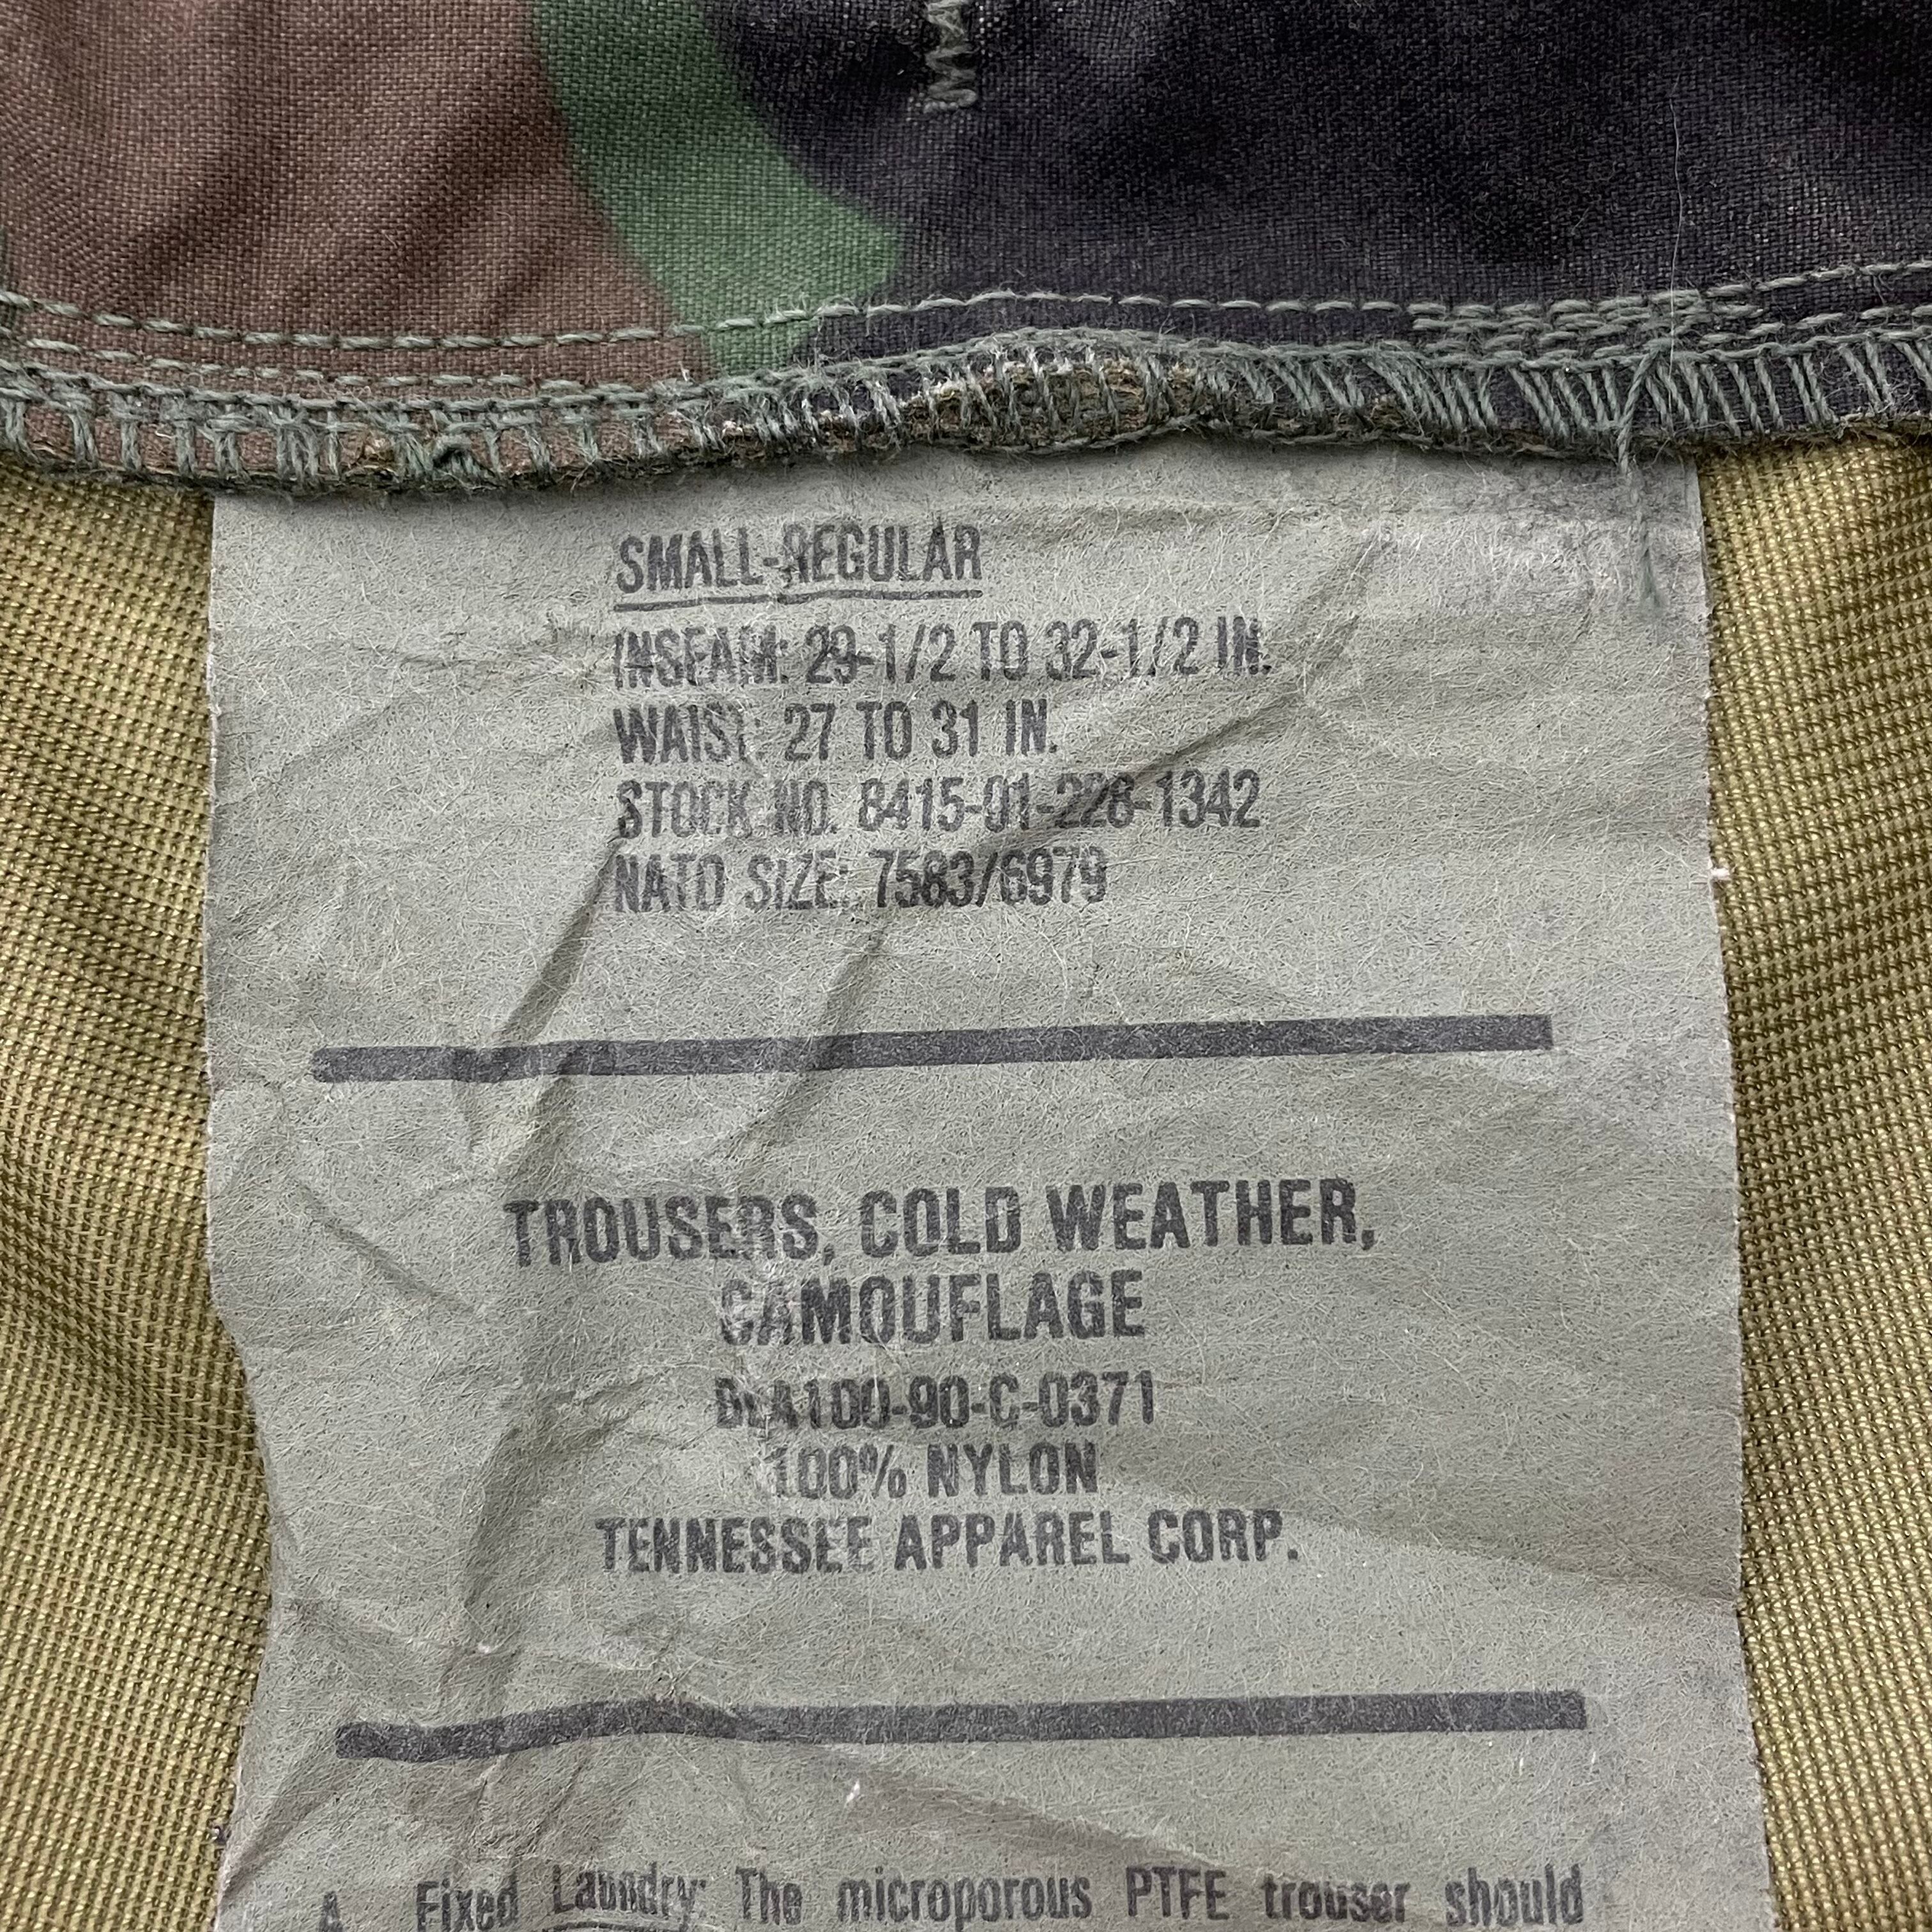 SMALL-REGULAR
INSEAM: 29-1/2 TO 32-1/2 IN.
WAIST: 27 TO 31 IN.
STOCK NO. 8415-01-228-1342
NATO SIZE: 7583/6979
TROUSERS, COLD WEATHER,
CAMOUFLAGE
DLA100-90-C-0371
100% NYLON
TENNESSEE APPAREL CORP.
A. Fixed Laundry: The microporous PTFE trouser should